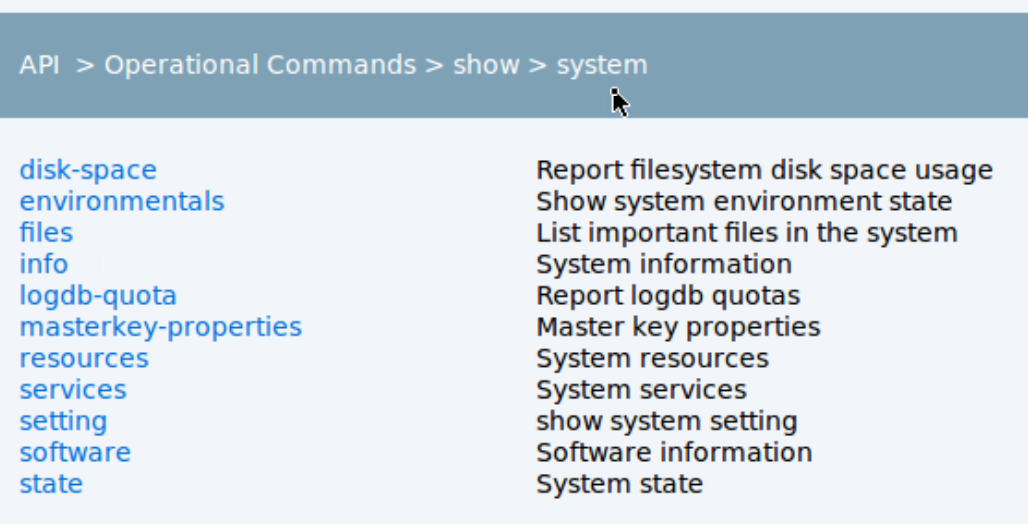 API > Operational Commands > show > system
disk-space Report filesystem disk space usage
environmentals Show system environment state
files List important files in the system
info System information
logdb-quota Report logdb quotas
masterkey-properties Master key properties
resources System resources
services System services
setting show system setting
software Software information
state System state